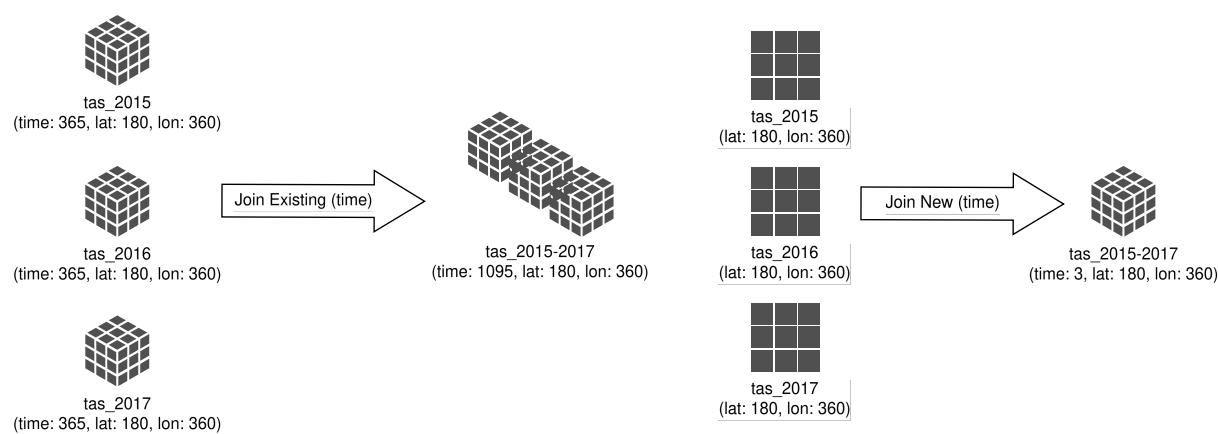 tas_2015
(time: 365, lat: 180, lon: 360)
tas_2016
(time: 365, lat: 180, lon: 360)
tas_2017
(time: 365, lat: 180, lon: 360)
Join Existing (time)
tas_2015-2017
(time: 1095, lat: 180, lon: 360)
tas_2015
(lat: 180, lon: 360)
tas_2016
(lat: 180, lon: 360)
tas_2017
(lat: 180, lon: 360)
Join New (time)
tas_2015-2017
(time: 3, lat: 180, lon: 360)